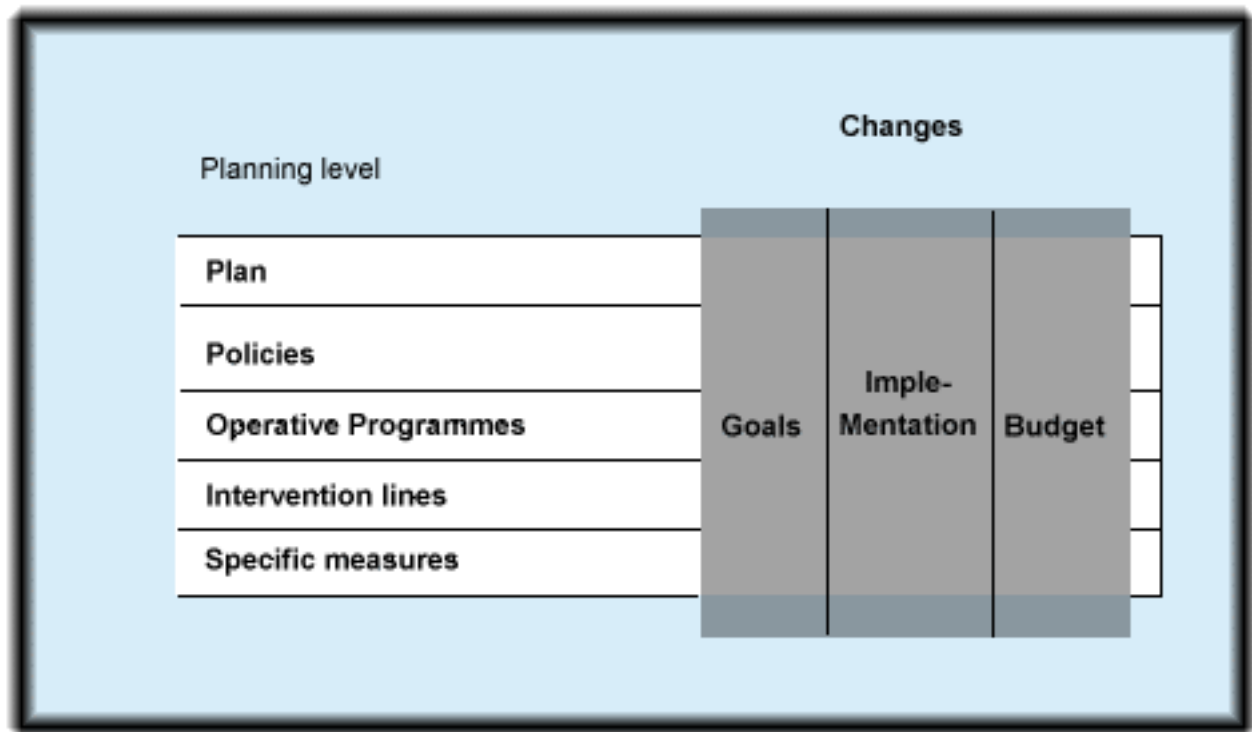 Changes
Planning level
Plan
Policies
Operative Programmes
Intervention lines
Specific measures
Goals
Imple-
Mentation
Budget